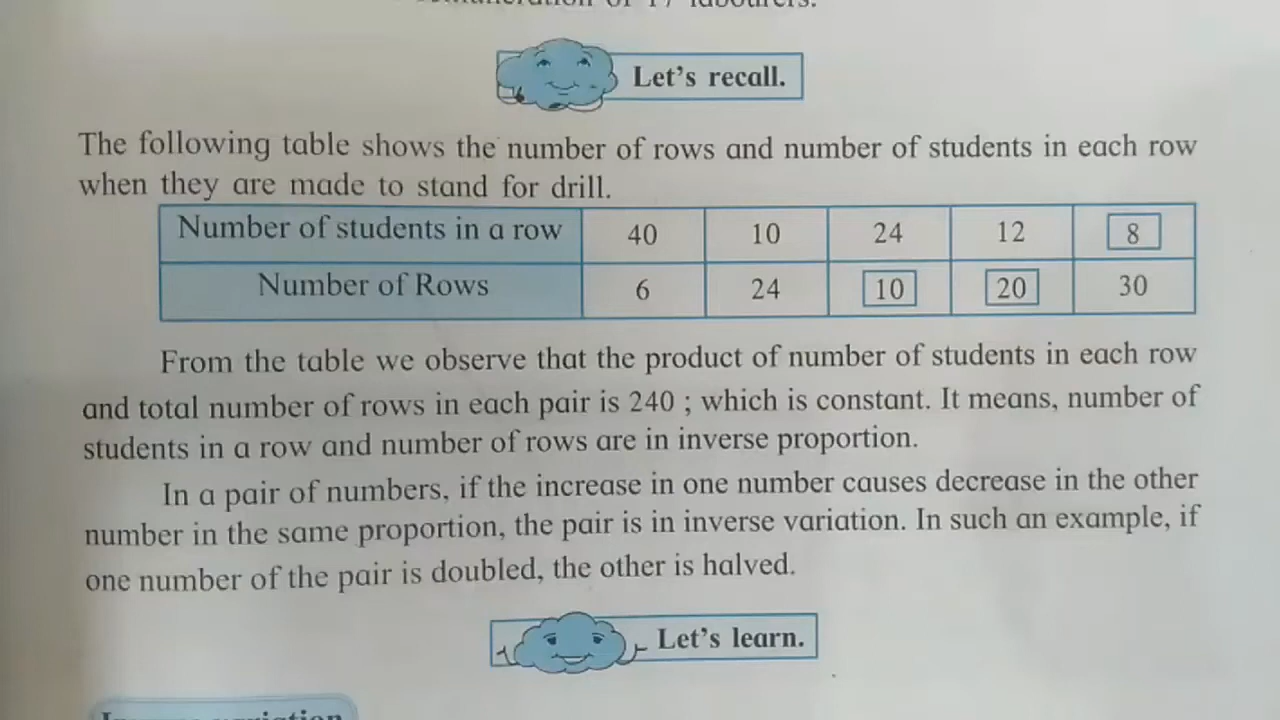 of 17 labourers.
Let's recall.
The following table shows the number of rows and number of students in each row
when they are made to stand for drill.
Number of students in a row 40 10 24 12 8
Number of Rows 6 24 10 20 30
From the table we observe that the product of number of students in each row
and total number of rows in each pair is 240 ; which is constant. It means, number of
students in a row and number of rows are in inverse proportion.
In a pair of numbers, if the increase in one number causes decrease in the other
number in the same proportion, the pair is in inverse variation. In such an example, if
one number of the pair is doubled, the other is halved.
Let's learn.
Inverse variation